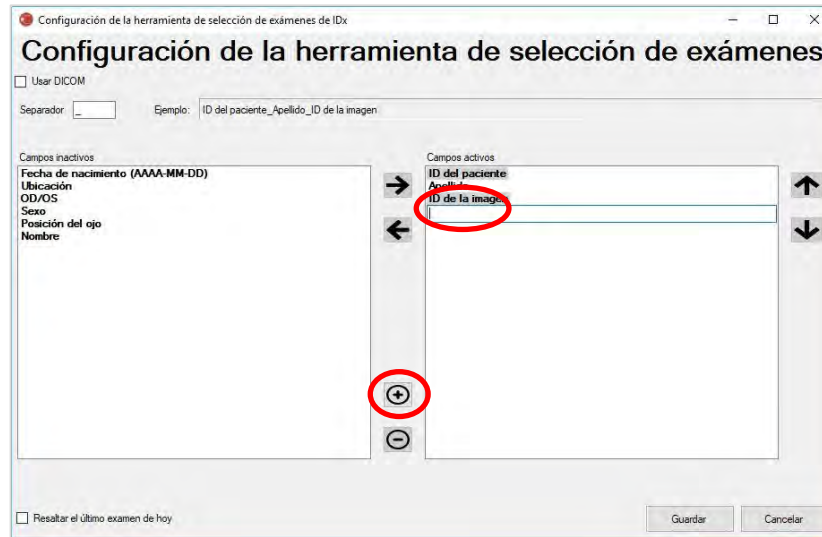 Configuración de la herramienta de selección de exámenes de IDx
Configuración de la herramienta de selección de exámenes
Usar DICOM
Separador _ Ejemplo: ID del paciente_Apellido_ID de la imagen
Campos inactivos
Fecha de nacimiento (AAAA-MM-DD)
Ubicación
OD/OS
Sexo
Posición del ojo
Nombre
Campos activos
ID del paciente
Apellido
ID de la imagen
Resaltar el último examen de hoy
Guardar
Cancelar